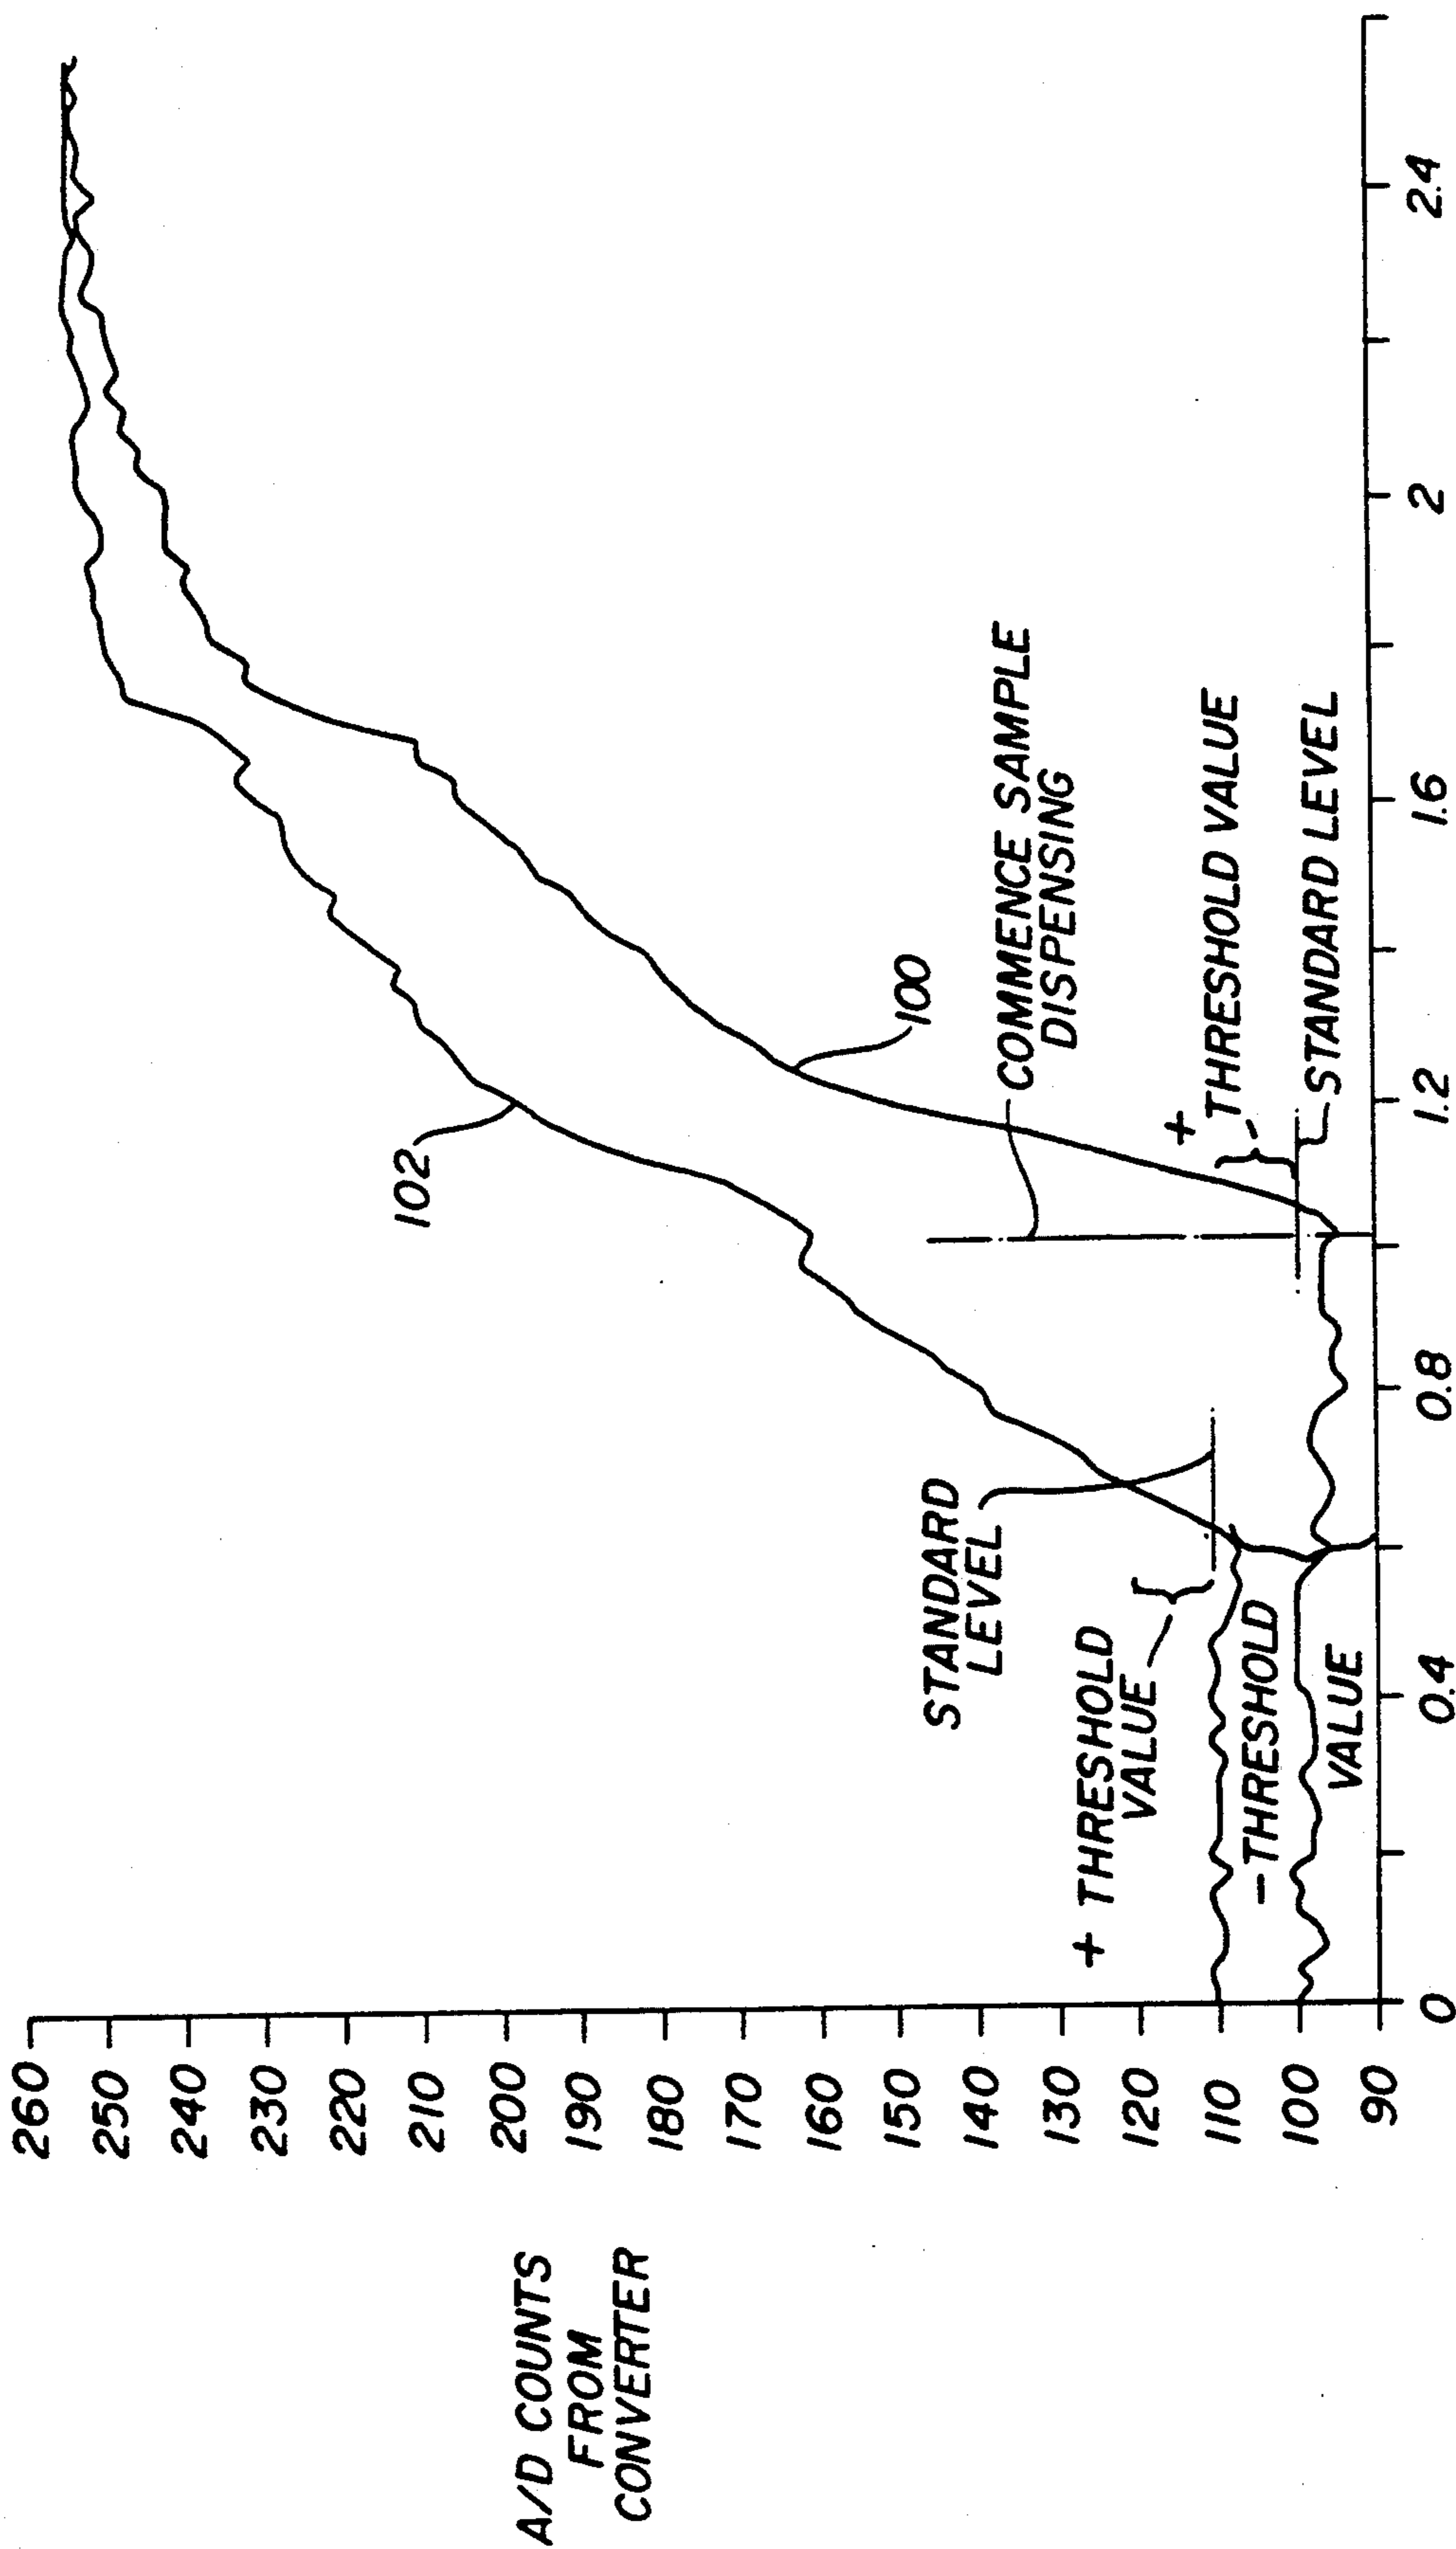 A/D COUNTS
FROM
CONVERTER
260
250
240
230
220
210
200
190
180
170
160
150
140
130
120
110
100
90
0
0.4
0.8
1.2
1.6
2
2.4
102
100
COMMENCE SAMPLE
DISPENSING
+
- THRESHOLD VALUE
STANDARD LEVEL
STANDARD
LEVEL
+ THRESHOLD
VALUE
- THRESHOLD
VALUE